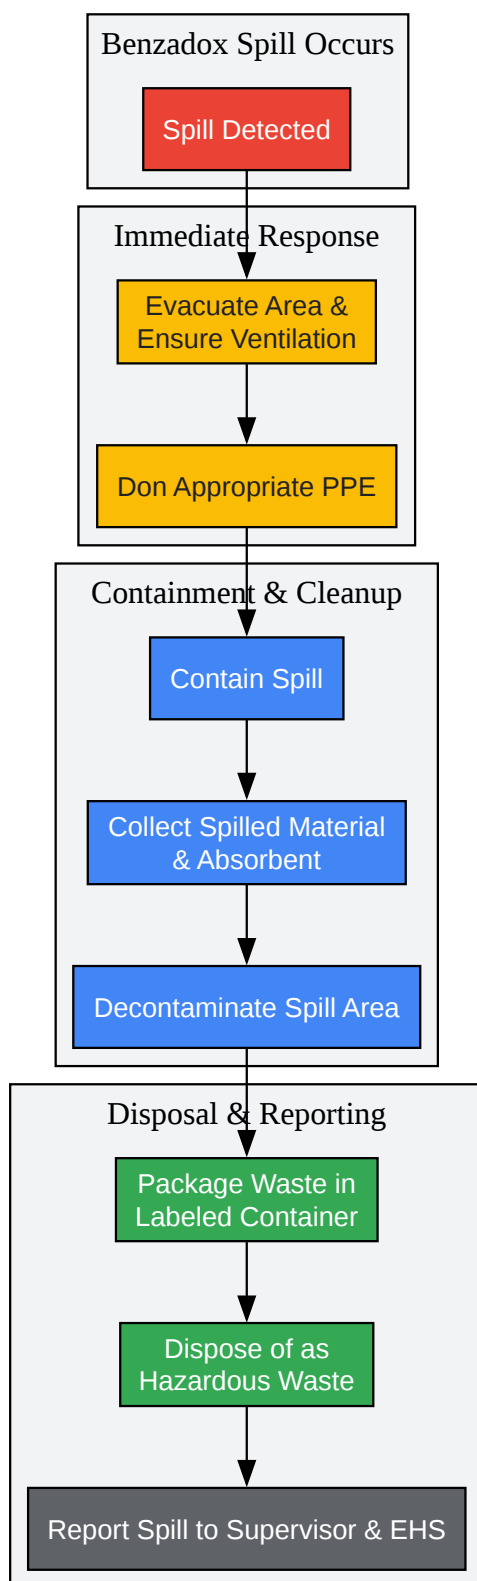 Benzadox Spill Occurs
Spill Detected
Immediate Response
Evacuate Area &
Ensure Ventilation
Don Appropriate PPE
Containment & Cleanup
Contain Spill
Collect Spilled Material
& Absorbent
Decontaminate Spill Area
Disposal & Reporting
Package Waste in
Labeled Container
Dispose of as
Hazardous Waste
Report Spill to Supervisor & EHS